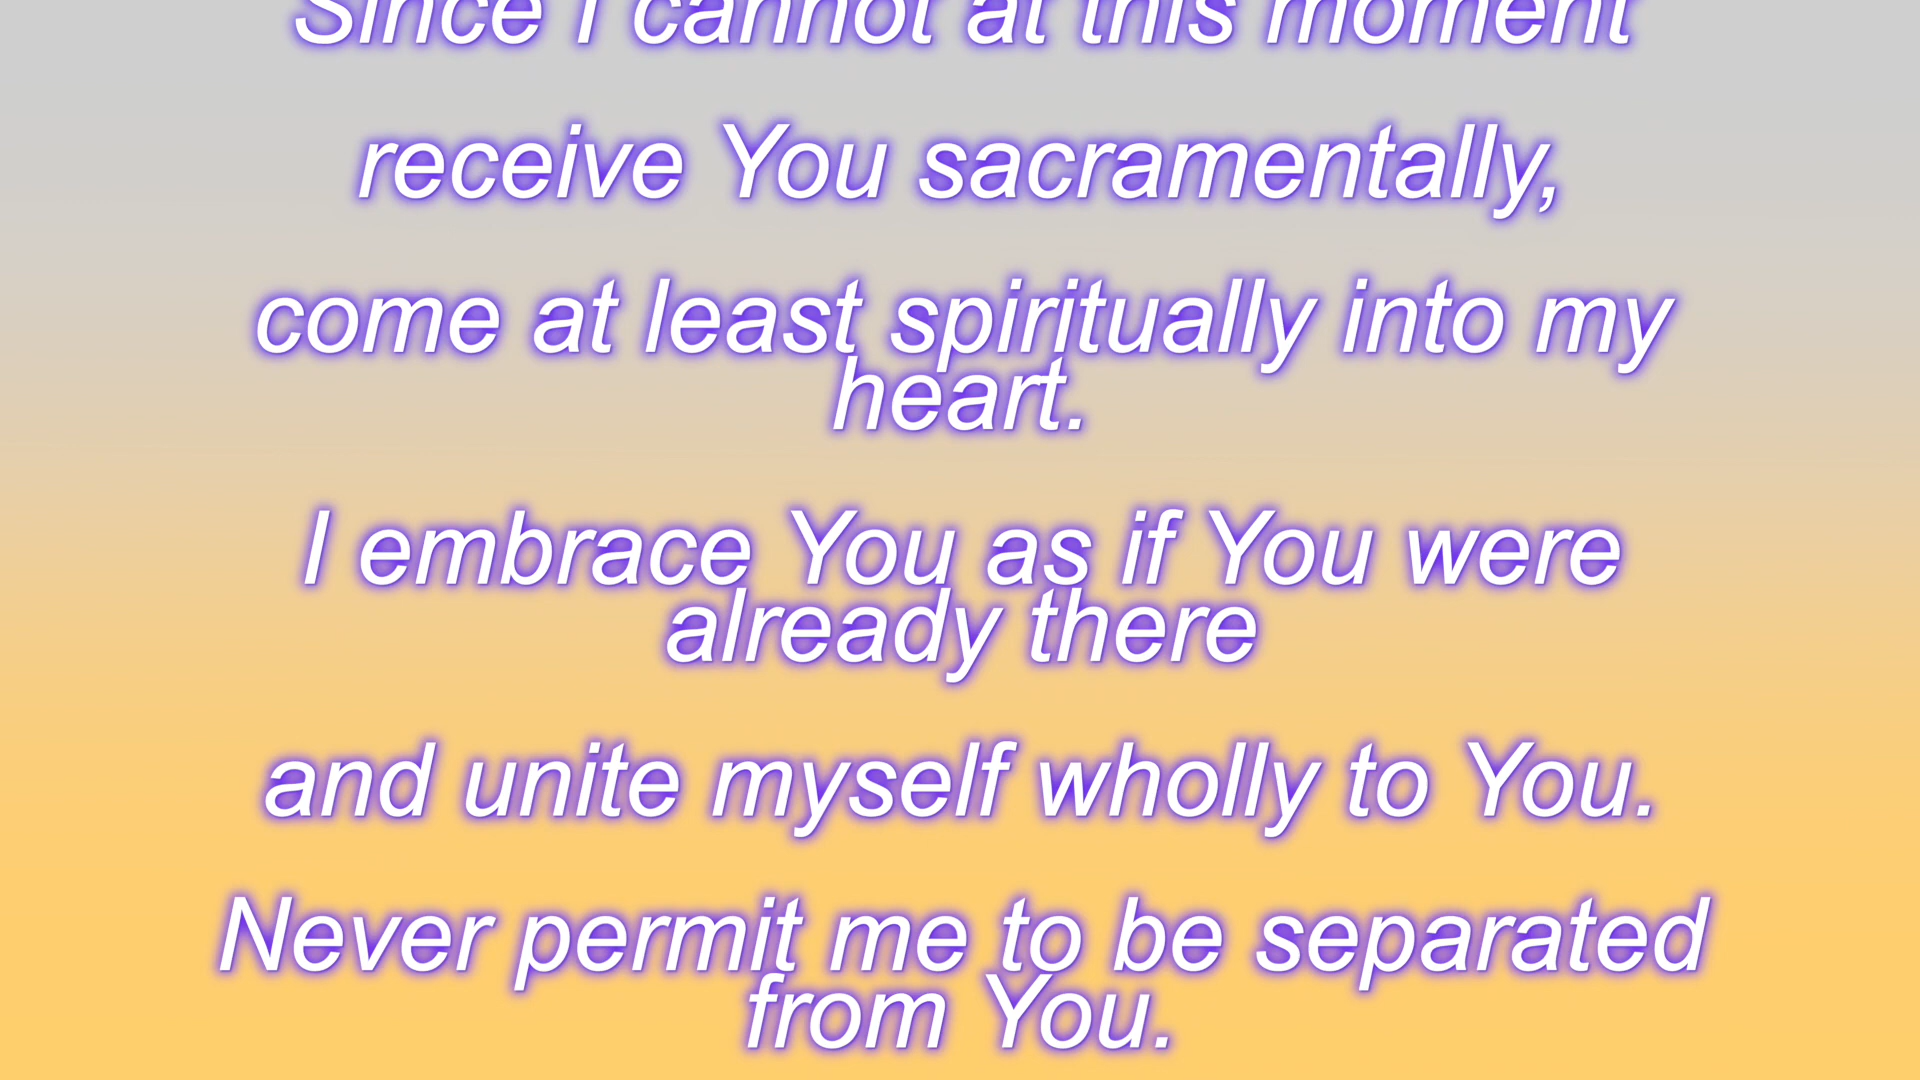 Since I cannot at this moment
receive You sacramentally,
come at least spiritually into my
heart.
I embrace You as if You were
already there
and unite myself wholly to You.
Never permit me to be separated
from You.